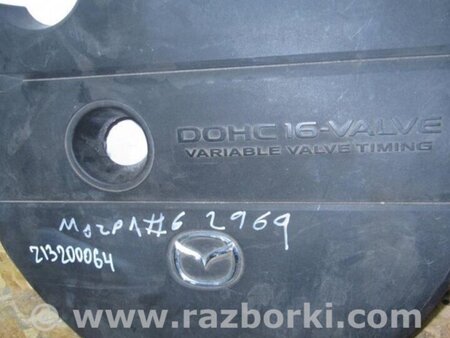 DOHC 16-VALVE
VARIABLE VALVE TIMING
Мазда#6 2969
213200064
www.razborki.com